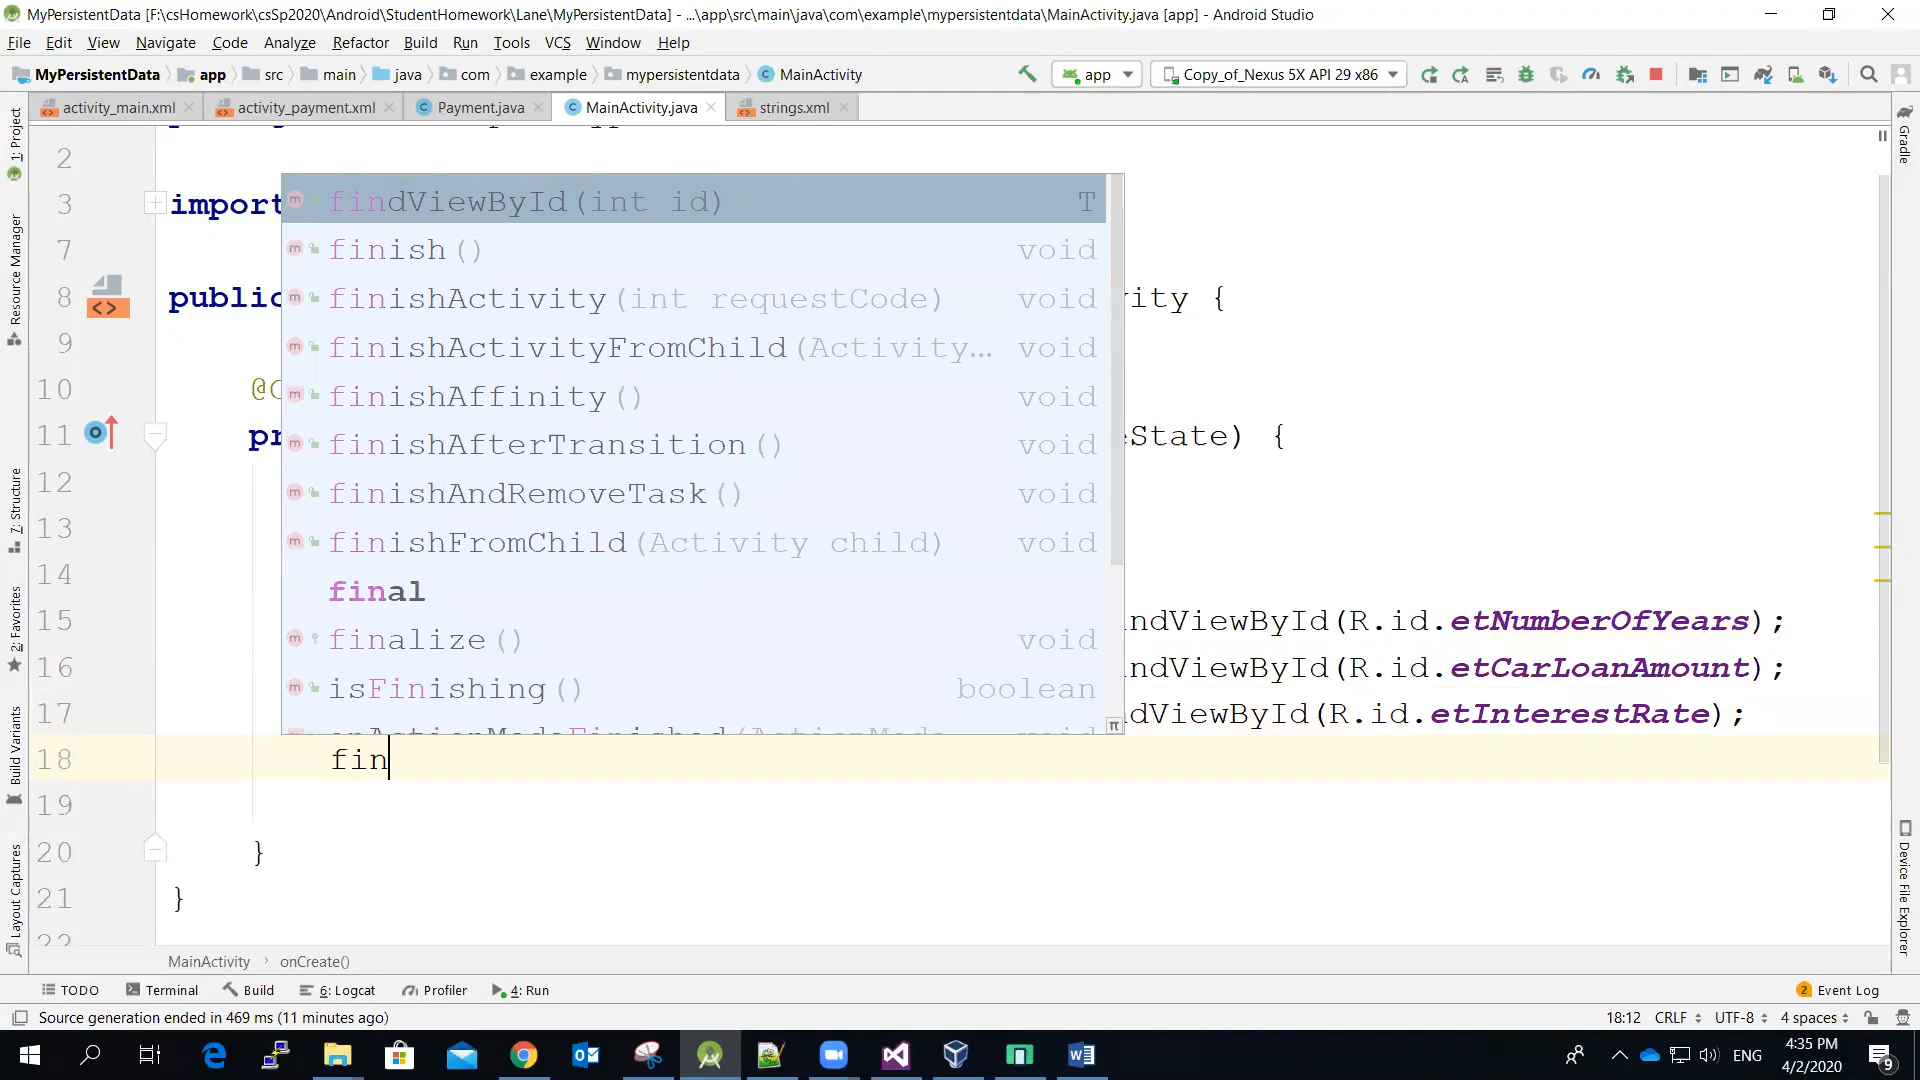 MyPersistentData [F:\csHomework\csSp2020\Android\StudentHomework\Lane\MyPersistentData] - ...\app\src\main\java\com\example\mypersistentdata\MainActivity.java [app] - Android Studio
File Edit View Navigate Code Analyze Refactor Build Run Tools VCS Window Help
MyPersistentData app src main java com example mypersistentdata MainActivity app Copy_of_Nexus 5X API 29 x86
activity_main.xml activity_payment.xml Payment.java MainActivity.java strings.xml
1: Project
Resource Manager
7: Structure
2: Favorites
Build Variants
Layout Captures
Gradle
Device File Explorer
2
3 import
7
8 public vity {
9
10 @O
11 pr eState) {
12
13
14
15 ndViewById(R.id.etNumberOfYears);
16 ndViewById(R.id.etCarLoanAmount);
17 dViewById(R.id.etInterestRate);
18 fin
19
20 }
21 }
22
findViewById(int id) T
finish() void
finishActivity(int requestCode) void
finishActivityFromChild(Activity... void
finishAffinity() void
finishAfterTransition() void
finishAndRemoveTask() void
finishFromChild(Activity child) void
final
finalize() void
isFinishing() boolean
π
MainActivity › onCreate()
TODO Terminal Build 6: Logcat Profiler 4: Run 2 Event Log
Source generation ended in 469 ms (11 minutes ago) 18:12 CRLF UTF-8 4 spaces
ENG 4:35 PM
4/2/2020 9